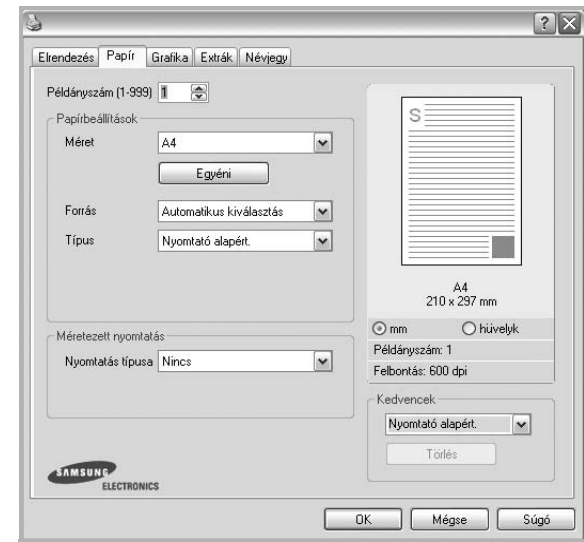 Elrendezés Papír Grafika Extrák Névjegy
Példányszám (1-999) 1
Papírbeállítások
Méret A4
Egyéni
Forrás Automatikus kiválasztás
Típus Nyomtató alapért.
Méretezett nyomtatás
Nyomtatás típusa Nincs
SAMSUNG
ELECTRONICS
S
A4
210 x 297 mm
mm hüvelyk
Példányszám: 1
Felbontás: 600 dpi
Kedvencek
Nyomtató alapért.
Törlés
OK Mégse Súgó